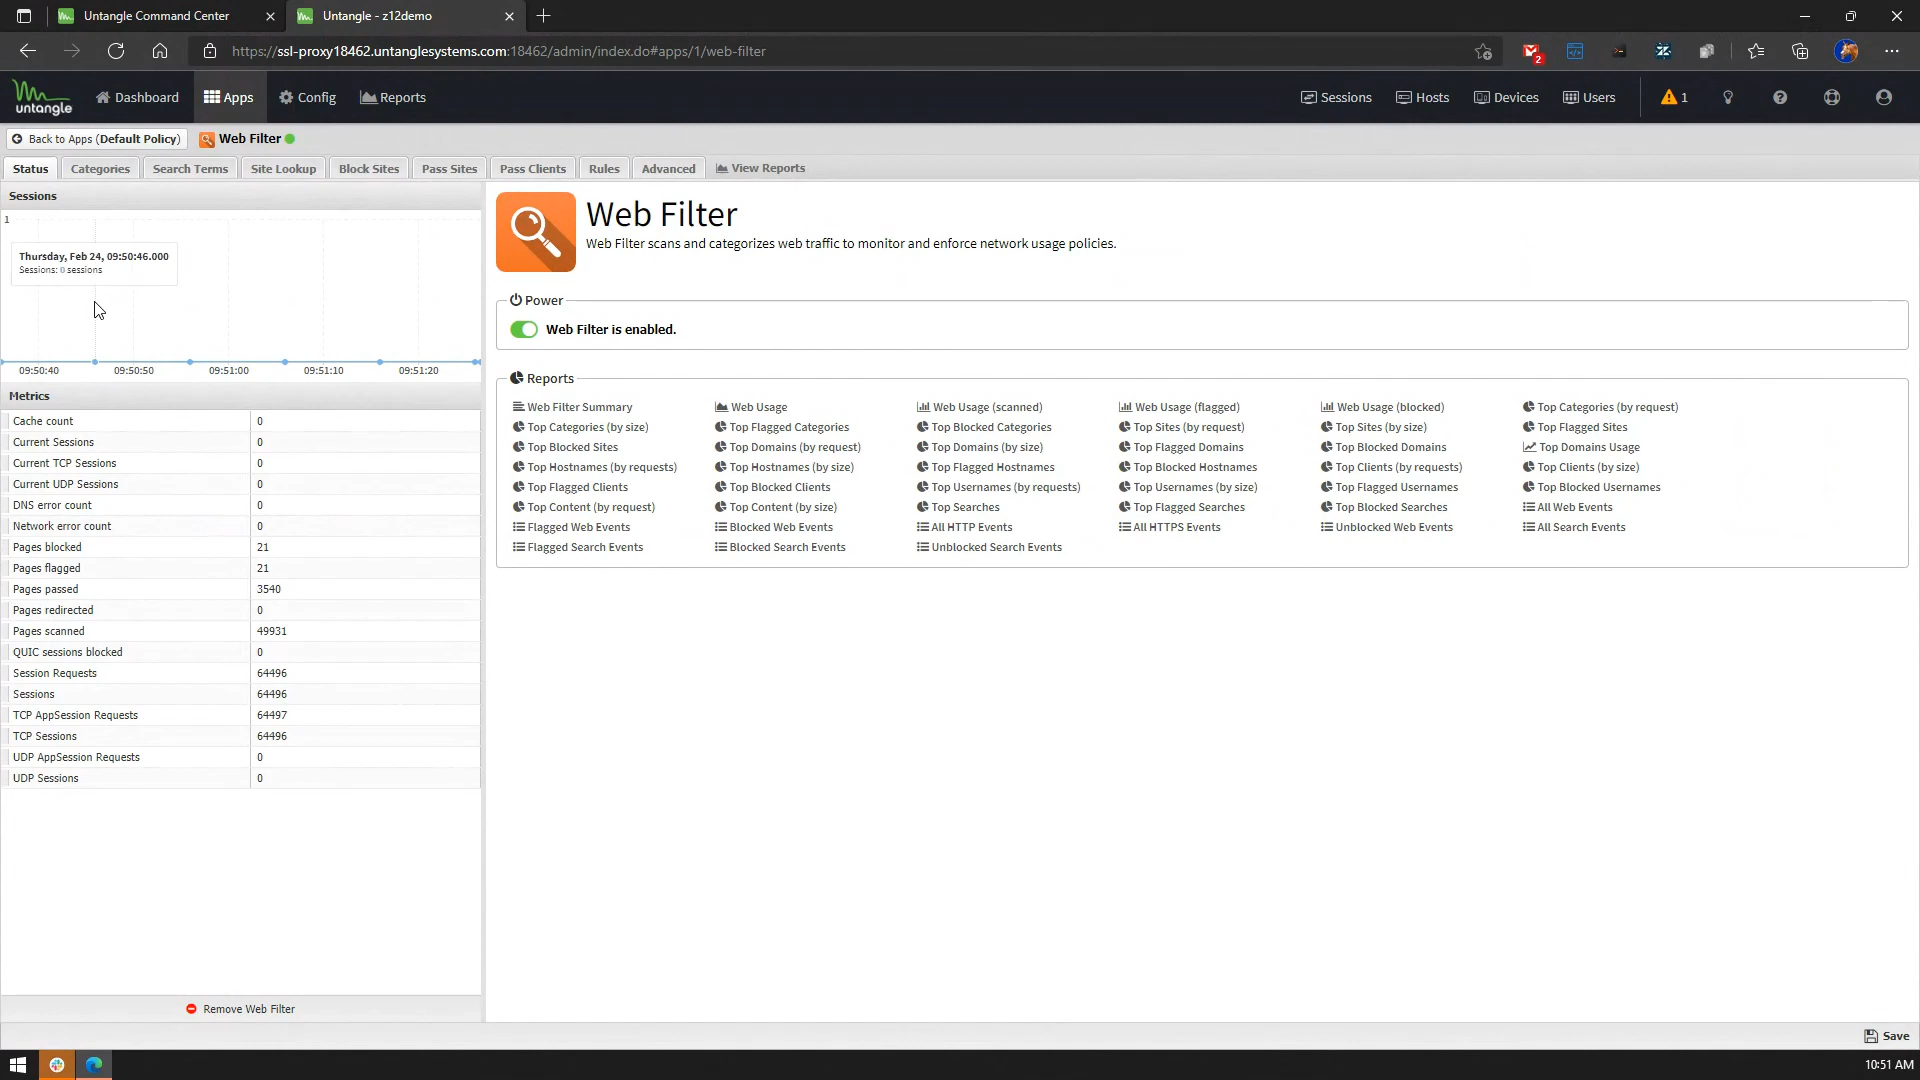 Untangle Command Center
Untangle - z12demo
https://ssl-proxy18462.untanglesystems.com:18462/admin/index.do#apps/1/web-filter
2
untangle
Dashboard
Apps
Config
Reports
Sessions
Hosts
Devices
Users
1
Back to Apps (Default Policy)
Web Filter
Status
Categories
Search Terms
Site Lookup
Block Sites
Pass Sites
Pass Clients
Rules
Advanced
View Reports
Sessions
1
Thursday, Feb 24, 09:50:46.000
Sessions: 0 sessions
09:50:40 09:50:50 09:51:00 09:51:10 09:51:20
Metrics
Cache count 0
Current Sessions 0
Current TCP Sessions 0
Current UDP Sessions 0
DNS error count 0
Network error count 0
Pages blocked 21
Pages flagged 21
Pages passed 3540
Pages redirected 0
Pages scanned 49931
QUIC sessions blocked 0
Session Requests 64496
Sessions 64496
TCP AppSession Requests 64497
TCP Sessions 64496
UDP AppSession Requests 0
UDP Sessions 0
Remove Web Filter
Web Filter
Web Filter scans and categorizes web traffic to monitor and enforce network usage policies.
Power
Web Filter is enabled.
Reports
Web Filter Summary Web Usage Web Usage (scanned) Web Usage (flagged) Web Usage (blocked) Top Categories (by request)
Top Categories (by size) Top Flagged Categories Top Blocked Categories Top Sites (by request) Top Sites (by size) Top Flagged Sites
Top Blocked Sites Top Domains (by request) Top Domains (by size) Top Flagged Domains Top Blocked Domains Top Domains Usage
Top Hostnames (by requests) Top Hostnames (by size) Top Flagged Hostnames Top Blocked Hostnames Top Clients (by requests) Top Clients (by size)
Top Flagged Clients Top Blocked Clients Top Usernames (by requests) Top Usernames (by size) Top Flagged Usernames Top Blocked Usernames
Top Content (by request) Top Content (by size) Top Searches Top Flagged Searches Top Blocked Searches All Web Events
Flagged Web Events Blocked Web Events All HTTP Events All HTTPS Events Unblocked Web Events All Search Events
Flagged Search Events Blocked Search Events Unblocked Search Events
Save
10:51 AM